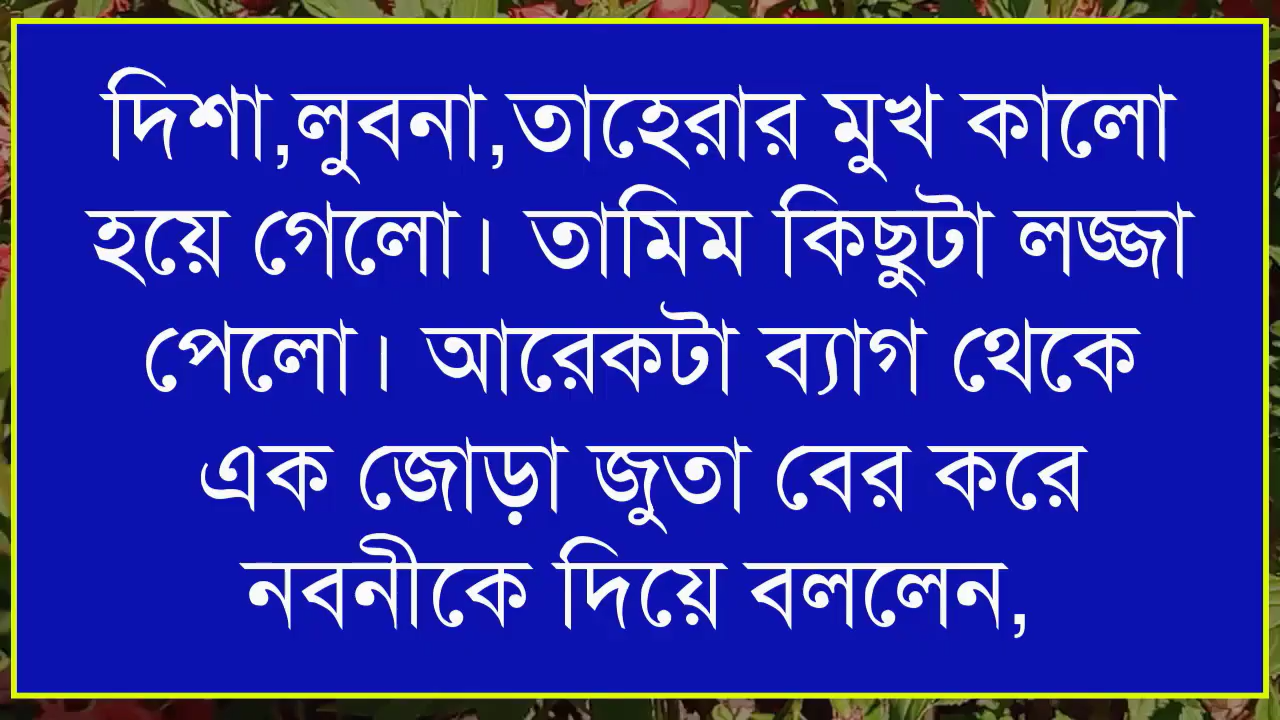 দিশা,লুবনা,তাহেরার মুখ কালো
হয়ে গেলো। তামিম কিছুটা লজ্জা
পেলো। আরেকটা ব্যাগ থেকে
এক জোড়া জুতা বের করে
নবনীকে দিয়ে বললেন,